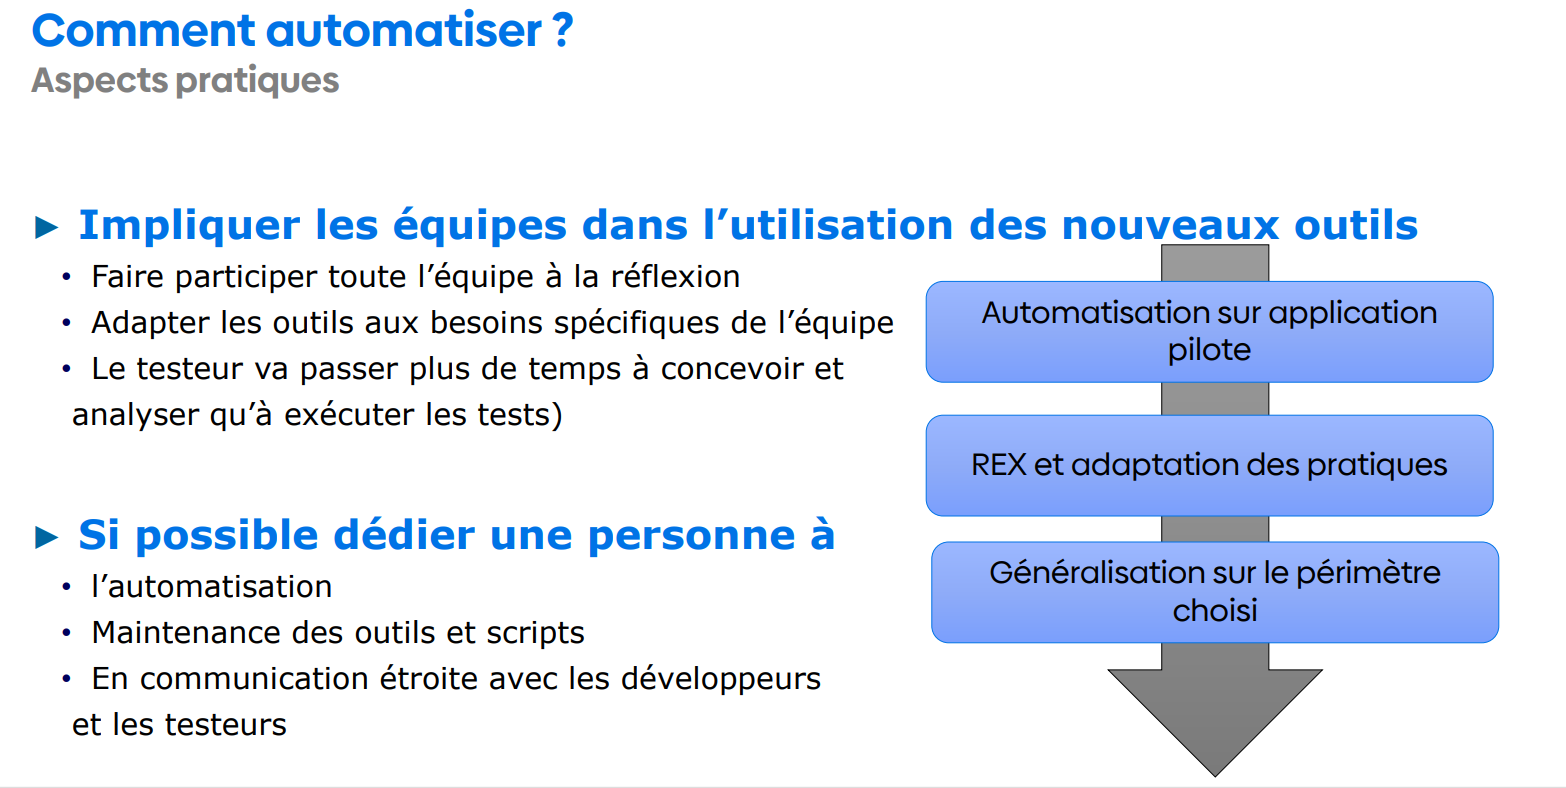 Comment automatiser ?
Aspects pratiques
► Impliquer les équipes dans l’utilisation des nouveaux outils
• Faire participer toute l’équipe à la réflexion
• Adapter les outils aux besoins spécifiques de l’équipe
• Le testeur va passer plus de temps à concevoir et
analyser qu’à exécuter les tests)
► Si possible dédier une personne à
• l’automatisation
• Maintenance des outils et scripts
• En communication étroite avec les développeurs
et les testeurs
Automatisation sur application
pilote
REX et adaptation des pratiques
Généralisation sur le périmètre
choisi